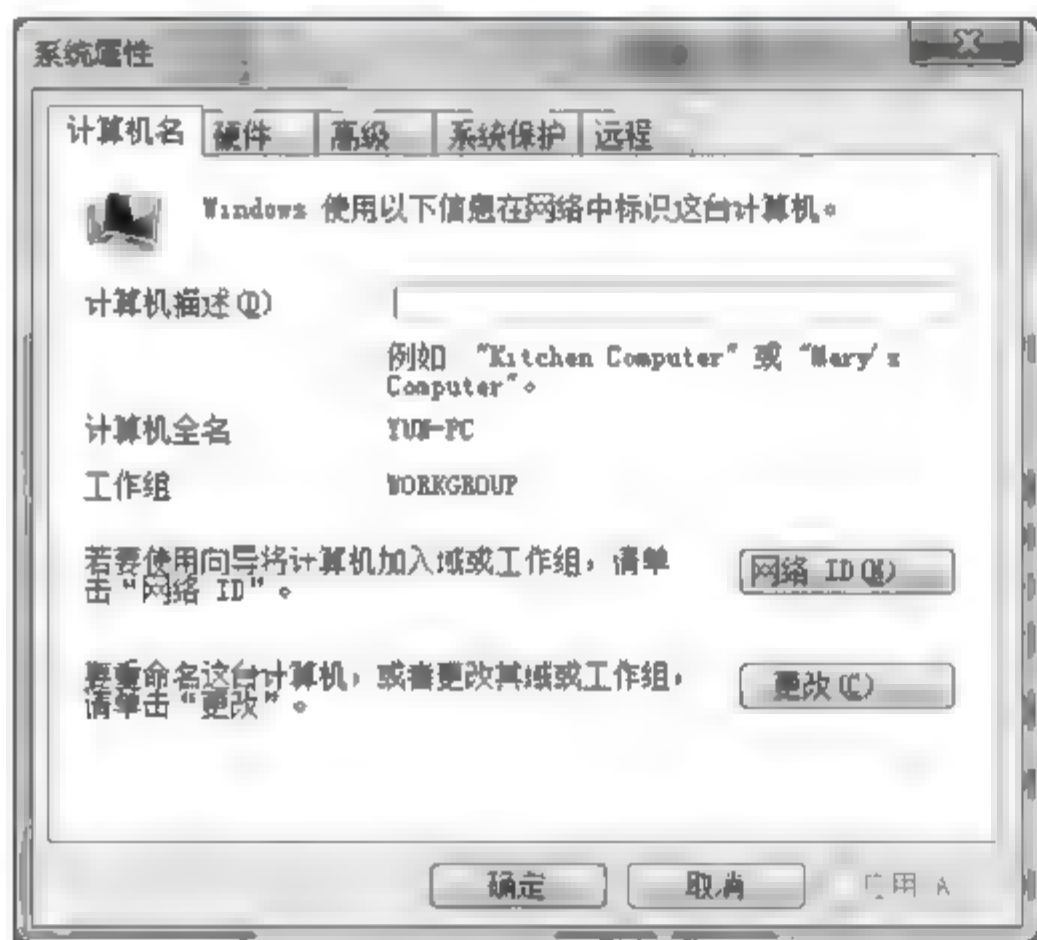 系统属性
计算机名 硬件 高级 系统保护 远程
Windows 使用以下信息在网络中标识这台计算机。
计算机描述(D)
例如 "Kitchen Computer" 或 "Mary's
Computer"。
计算机全名 YUN-PC
工作组 WORKGROUP
若要使用向导将计算机加入域或工作组，请单
击"网络 ID"。
网络 ID(N)
要重命名这台计算机，或者更改其域或工作组，
请单击"更改"。
更改(C)
确定 取消 应用 A